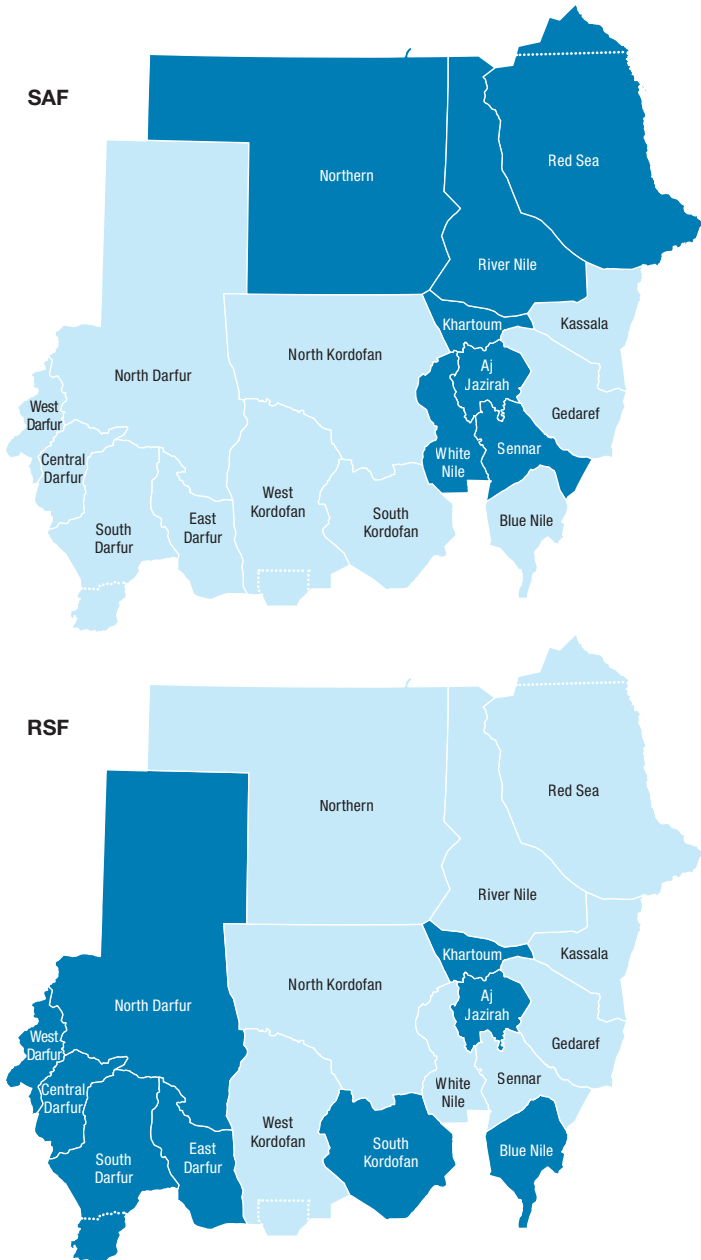 SAF
Red Sea
Northern
River Nile
Khartoum
Kassala
North Kordofan
Aj
Jazirah
North Darfur
West
Darfur
Gedaref
Central
Darfur
White
Nile
Sennar
West
Kordofan
South
Kordofan
East
Darfur
South
Darfur
Blue Nile
RSF
Red Sea
Northern
River Nile
Khartoum
Kassala
North Kordofan
Aj
Jazirah
North Darfur
West
Darfur
Gedaref
Central
Darfur
White
Nile
Sennar
West
Kordofan
South
Kordofan
East
Darfur
South
Darfur
Blue Nile